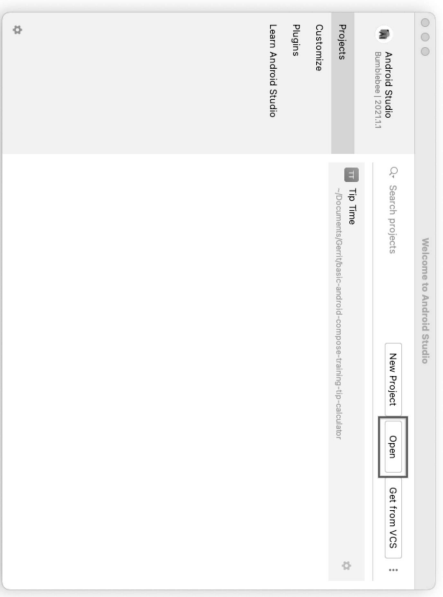 Welcome to Android Studio
Android Studio
Bumblebee | 2021.1.1
Projects
Customize
Plugins
Learn Android Studio
Search projects
New Project
Open
Get from VCS
TT
Tip Time
~/Documents/Gerrit/basic-android-compose-training-tip-calculator